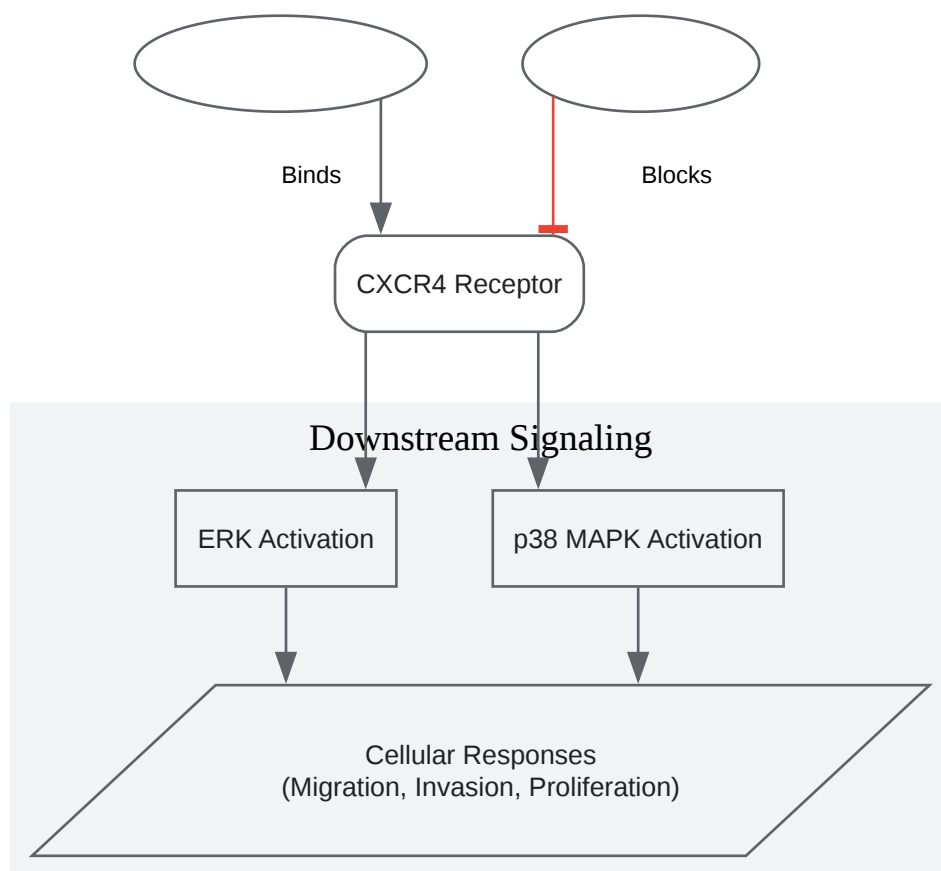 Binds
Blocks
CXCR4 Receptor
Downstream Signaling
ERK Activation
p38 MAPK Activation
Cellular Responses
(Migration, Invasion, Proliferation)